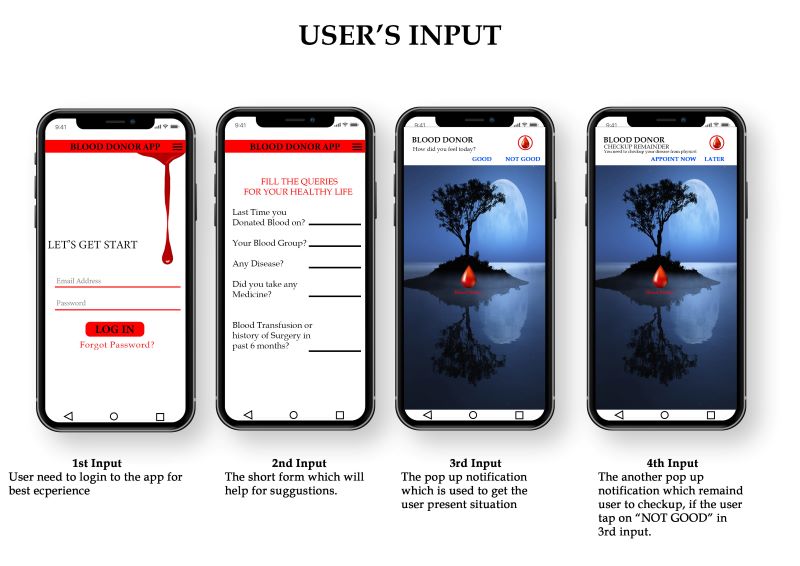 USER'S INPUT
9:41
BLOOD DONOR APP
LET'S GET START
Email Address
Password
LOG IN
Forgot Password?
9:41
BLOOD DONOR APP
FILL THE QUERIES
FOR YOUR HEALTHY LIFE
Last Time you
Donated Blood on?
Your Blood Group?
Any Disease?
Did you take any
Medicine?
Blood Transfusion or
history of Surgery in
past 6 months?
9:41
BLOOD DONOR
How did you feel today?
GOOD NOT GOOD
9:41
BLOOD DONOR
CHECKUP REMAINDER
You need to checkup your disease from physician
APPOINT NOW LATER
1st Input
User need to login to the app for
best ecperience
2nd Input
The short form which will
help for suggustions.
3rd Input
The pop up notification
which is used to get the
user present situation
4th Input
The another pop up
notification which remaind
user to checkup, if the user
tap on “NOT GOOD” in
3rd input.